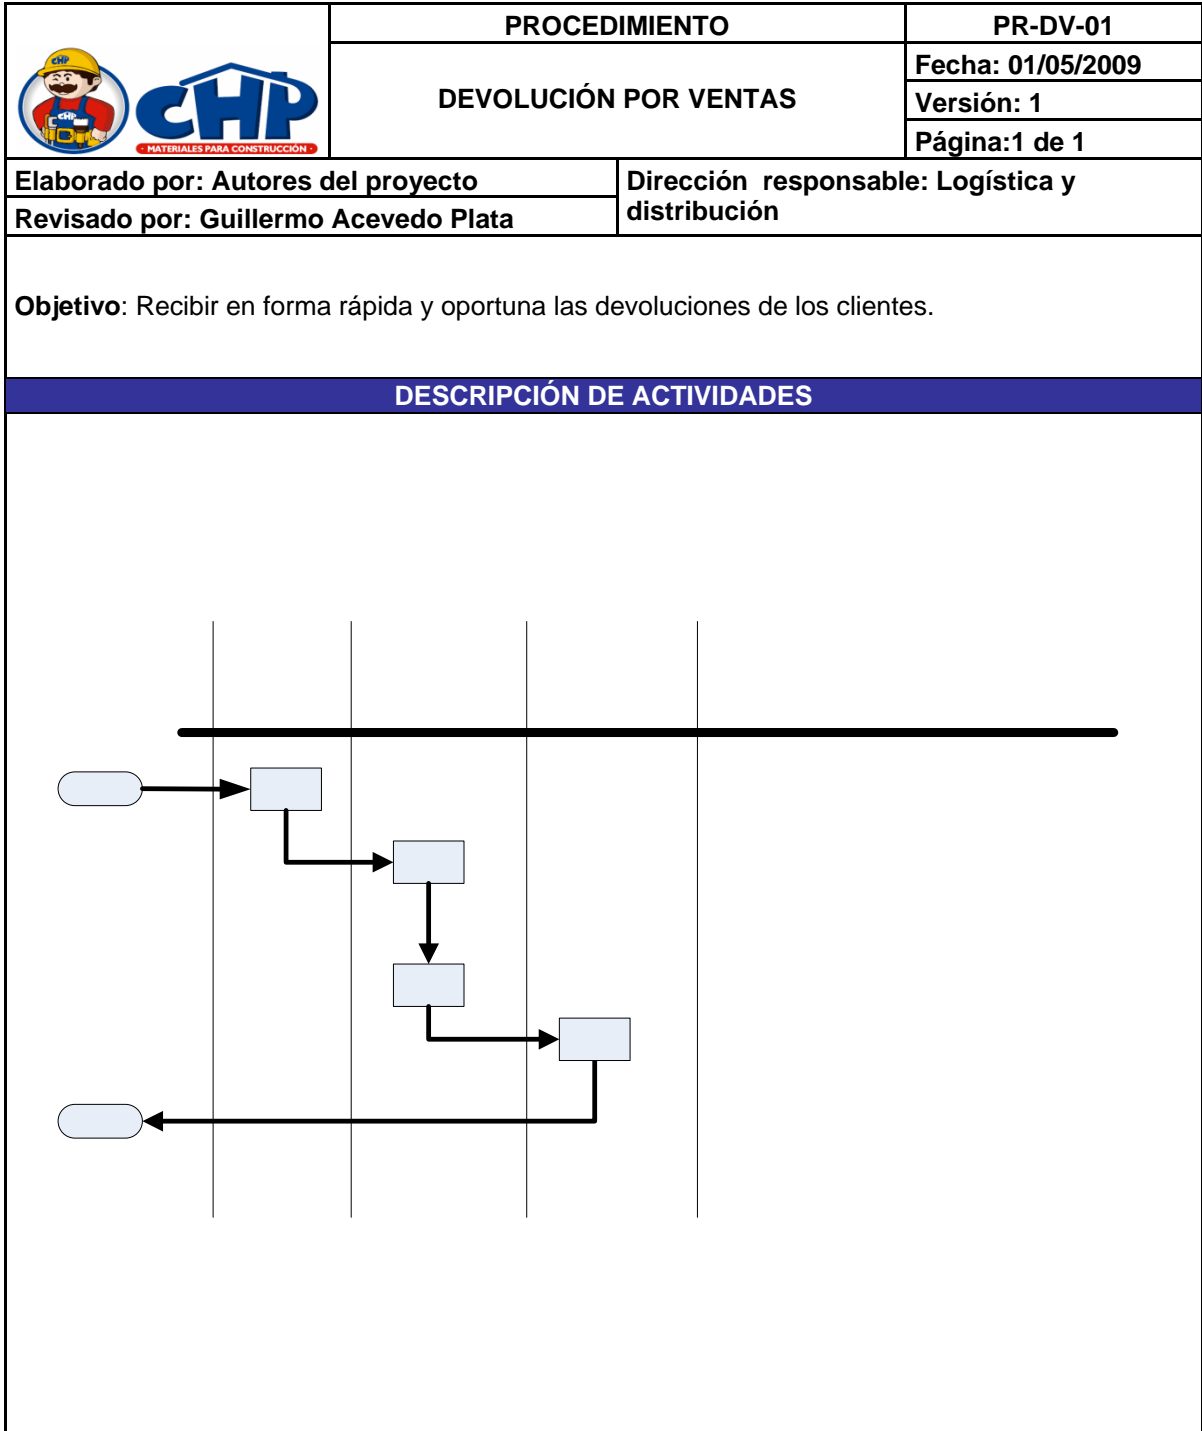 PROCEDIMIENTO
PR-DV-01
CHP
CHP
CHP
• MATERIALES PARA CONSTRUCCIÓN •
DEVOLUCIÓN POR VENTAS
Fecha: 01/05/2009
Versión: 1
Página:1 de 1
Elaborado por: Autores del proyecto
Revisado por: Guillermo Acevedo Plata
Dirección responsable: Logística y
distribución
Objetivo: Recibir en forma rápida y oportuna las devoluciones de los clientes.
DESCRIPCIÓN DE ACTIVIDADES